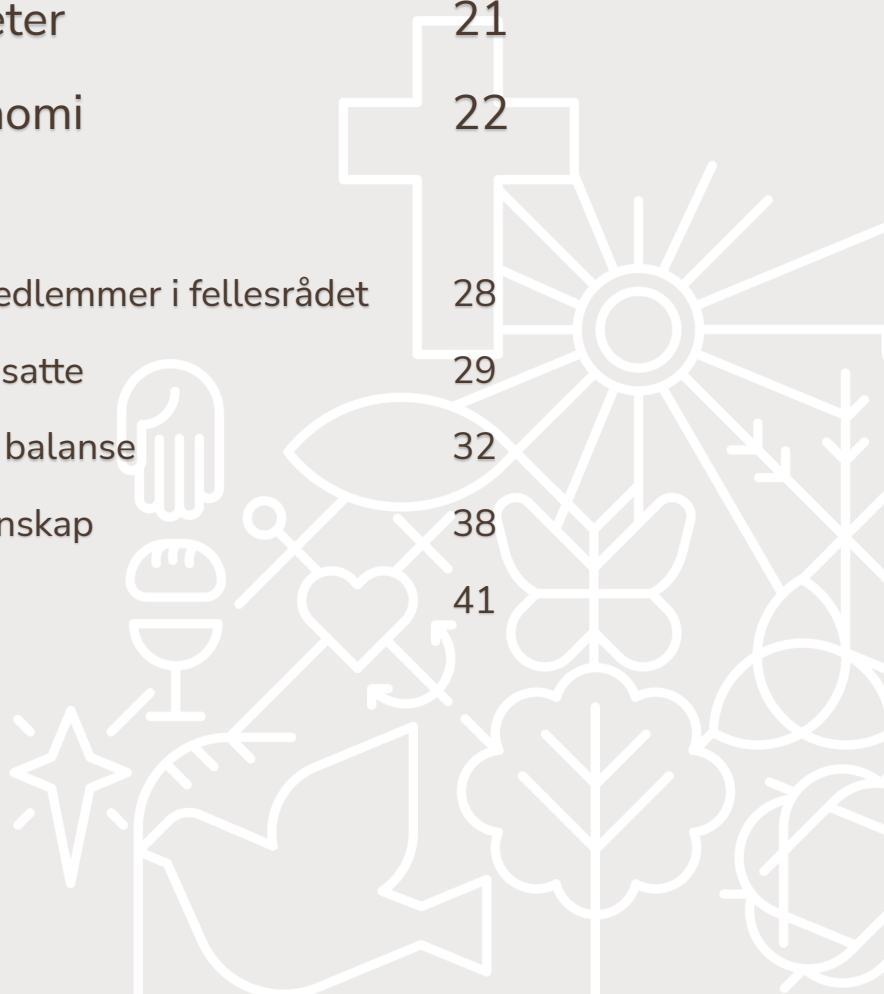 eter 21
nomi 22
edlemmer i fellesrådet 28
satte 29
balanse 32
nskap 38
41